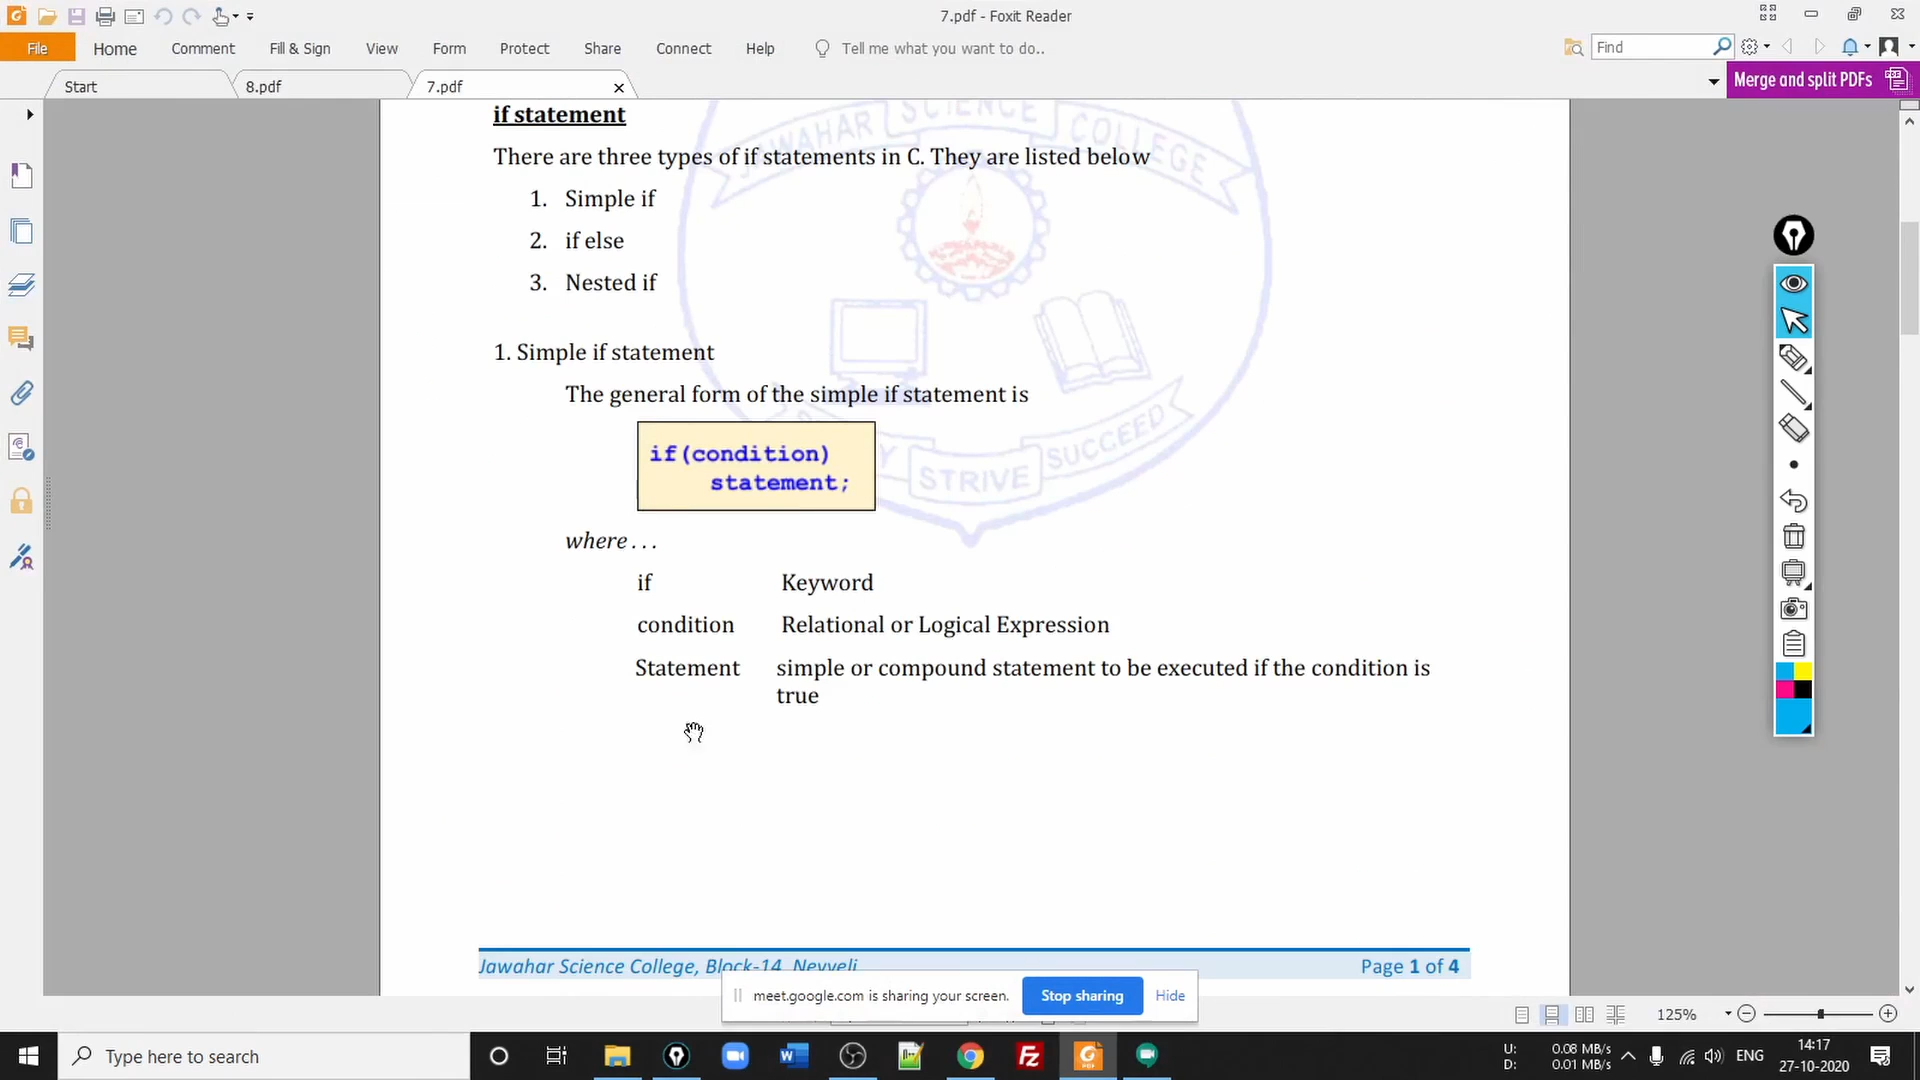 7.pdf - Foxit Reader
File Home Comment Fill & Sign View Form Protect Share Connect Help Tell me what you want to do.. Find
Start 8.pdf 7.pdf Merge and split PDFs
JAWAHAR SCIENCE COLLEGE
if statement
There are three types of if statements in C. They are listed below
1. Simple if
2. if else
3. Nested if
1. Simple if statement
The general form of the simple if statement is
if(condition)
statement;
STRIVE SUCCEED
where . . .
if Keyword
condition Relational or Logical Expression
Statement simple or compound statement to be executed if the condition is
true
Jawahar Science College, Block-14, Neyveli Page 1 of 4
meet.google.com is sharing your screen. Stop sharing Hide
125%
Type here to search
U: 0.08 MB/s
D: 0.01 MB/s
ENG
14:17
27-10-2020